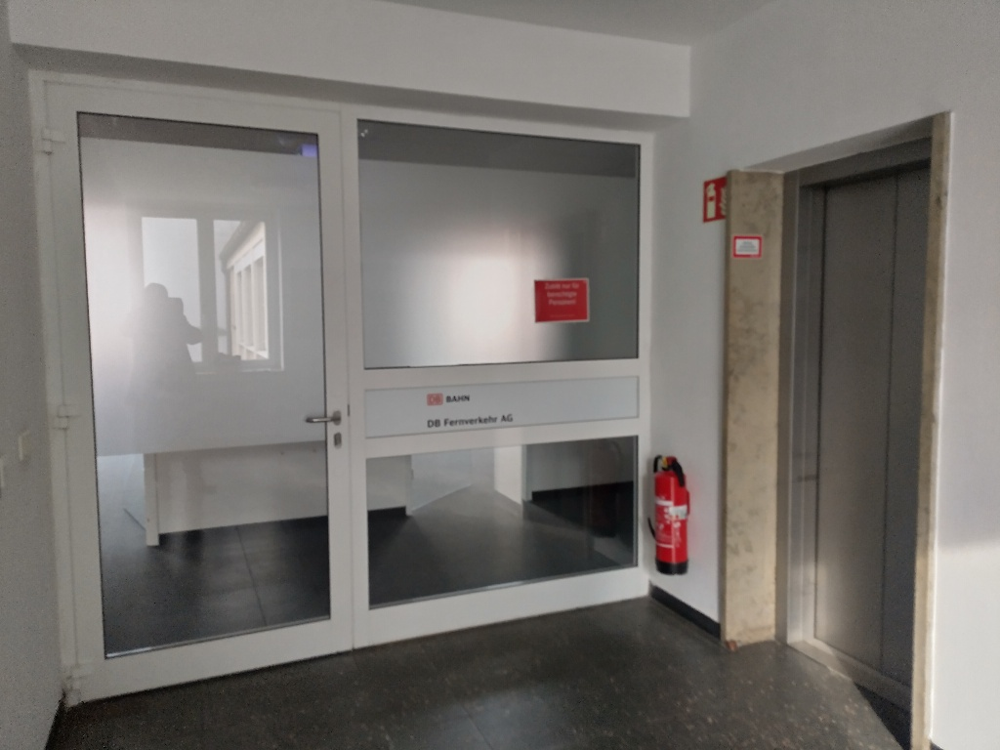 Zutritt nur für
berechtigte
Personen!
DB BAHN
DB Fernverkehr AG